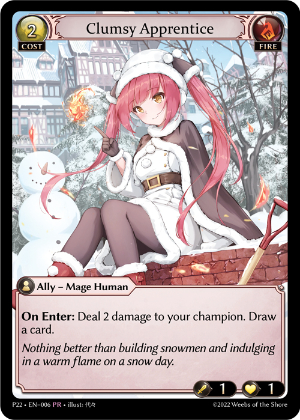 2
Clumsy Apprentice
COST
FIRE
Ally – Mage Human
On Enter: Deal 2 damage to your champion. Draw
a card.
Nothing better than building snowmen and indulging
in a warm flame on a snow day.
1
1
P22 • EN–006 PR • illust: 代々
©2022 Weebs of the Shore